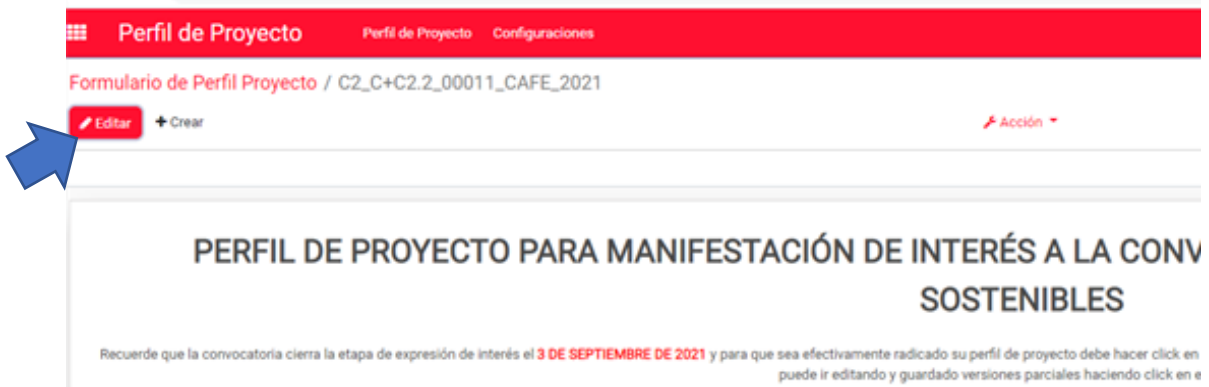 Perfil de Proyecto Perfil de Proyecto Configuraciones
Formulario de Perfil Proyecto / C2_C+C2.2_00011_CAFE_2021
Editar + Crear Acción
PERFIL DE PROYECTO PARA MANIFESTACIÓN DE INTERÉS A LA CONV
SOSTENIBLES
Recuerde que la convocatoria cierra la etapa de expresión de interés el 3 DE SEPTIEMBRE DE 2021 y para que sea efectivamente radicado su perfil de proyecto debe hacer click en
puede ir editando y guardado versiones parciales haciendo click en e